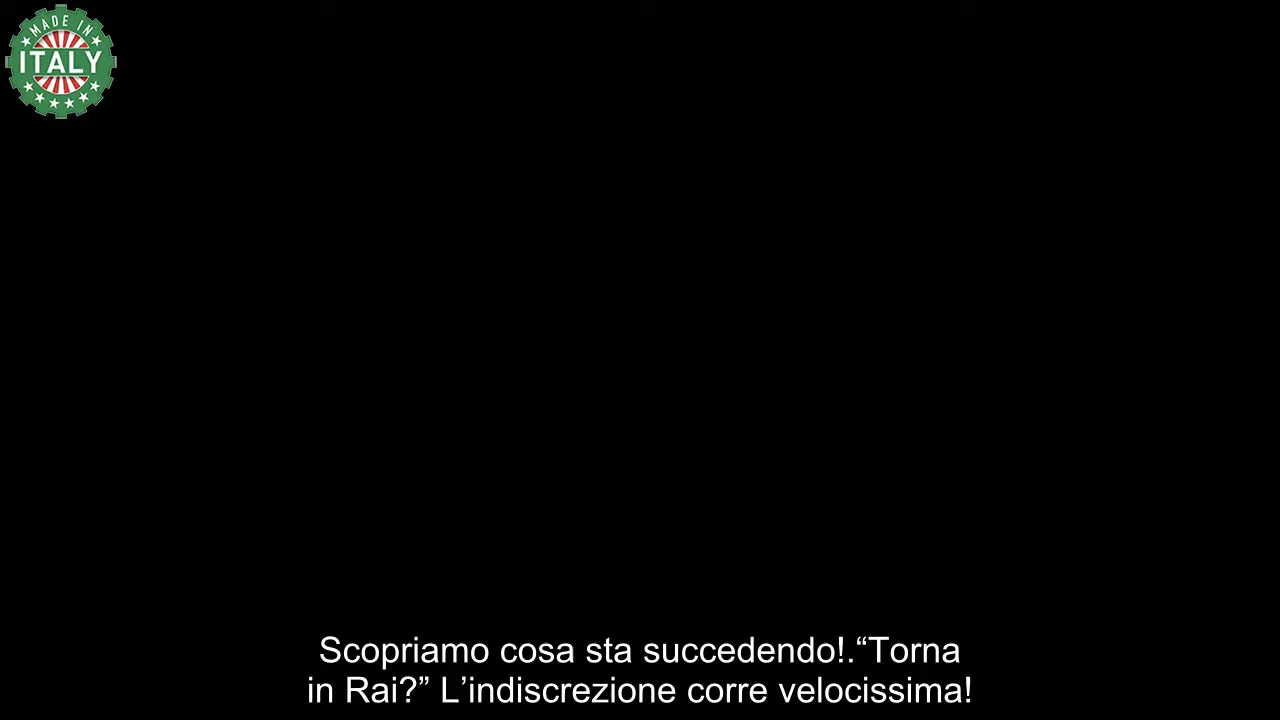 MADE IN
ITALY
Scopriamo cosa sta succedendo!.“Torna
in Rai?” L’indiscrezione corre velocissima!